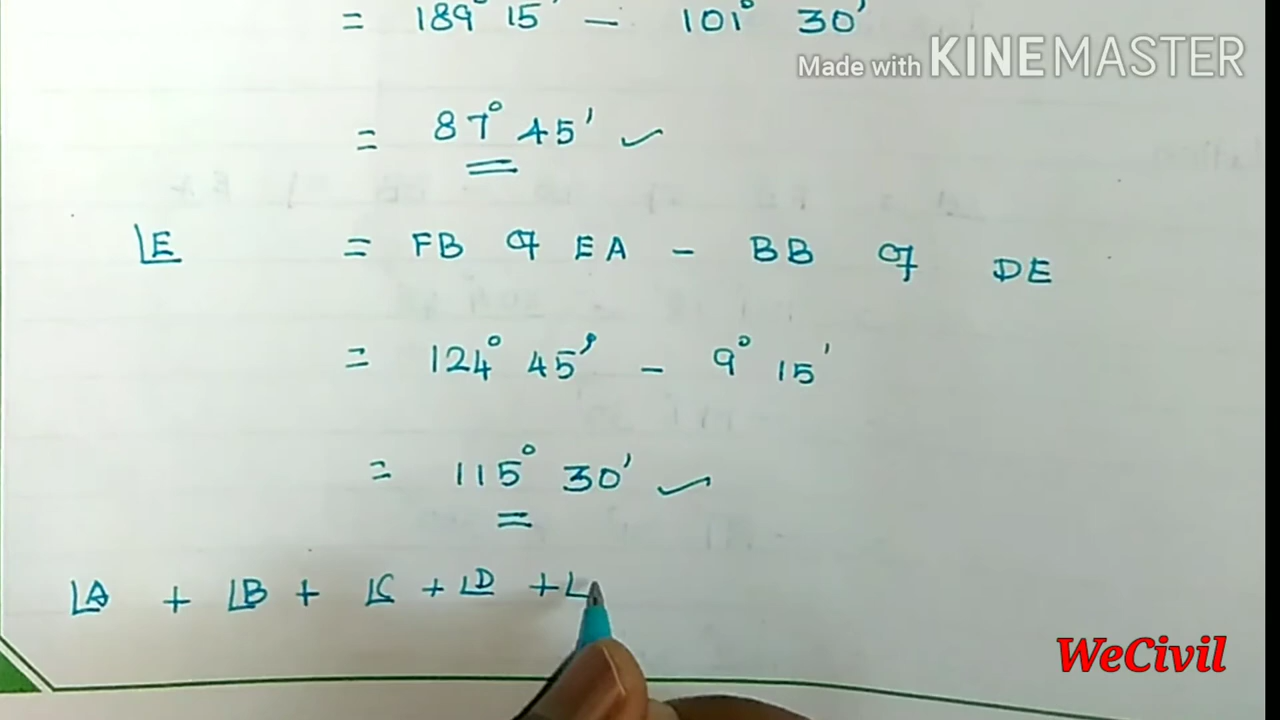 = 189° 15' - 101° 30'
Made with KINEMASTER
= 87° 45' ✓
∠E = FB of EA - BB of DE
= 124° 45' - 9° 15'
= 115° 30' ✓
∠A + ∠B + ∠C + ∠D + ∠
WeCivil